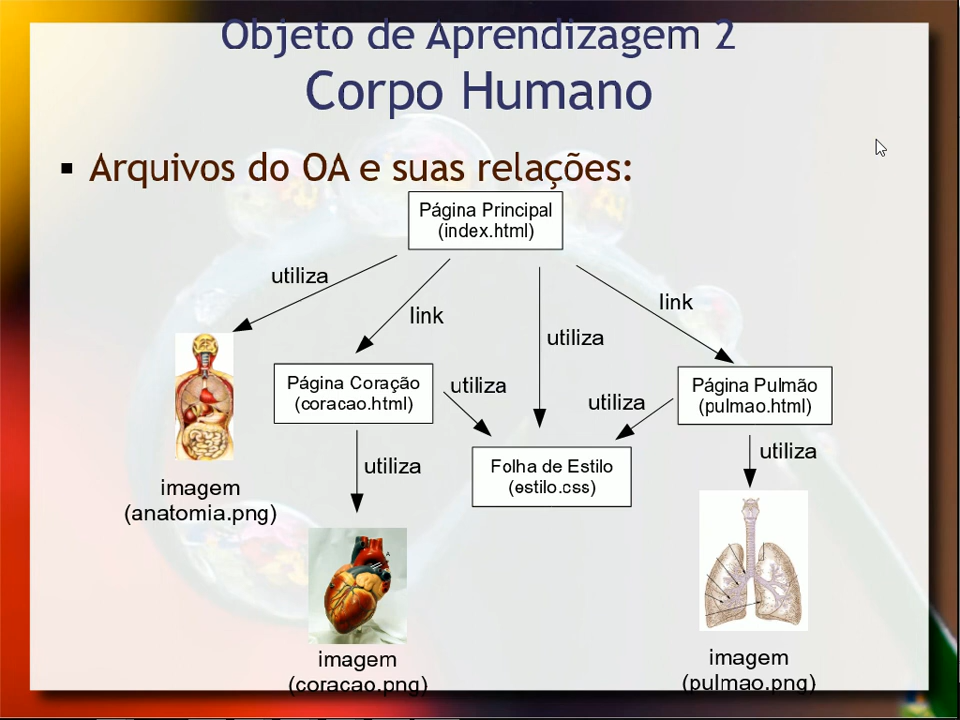 Objeto de Aprendizagem 2
Corpo Humano
Arquivos do OA e suas relações:
Página Principal
(index.html)
utiliza
link
utiliza
link
Página Coração
(coracao.html)
utiliza
utiliza
Página Pulmão
(pulmao.html)
utiliza
Folha de Estilo
(estilo.css)
utiliza
imagem
(anatomia.png)
imagem
(coracao.png)
imagem
(pulmao.png)